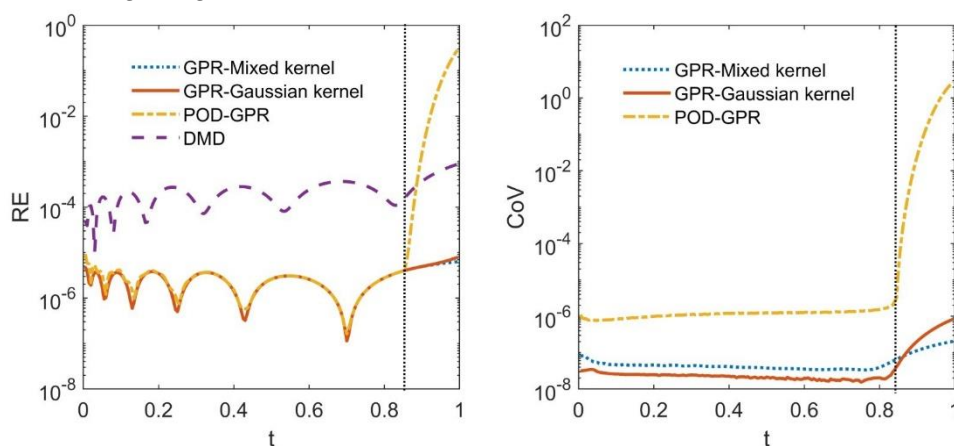 10^0
10^-2
10^-4
10^-6
10^-8
RE
GPR-Mixed kernel
GPR-Gaussian kernel
POD-GPR
DMD
0 0.2 0.4 0.6 0.8 1
t
10^2
10^0
10^-2
10^-4
10^-6
10^-8
CoV
GPR-Mixed kernel
GPR-Gaussian kernel
POD-GPR
0 0.2 0.4 0.6 0.8 1
t